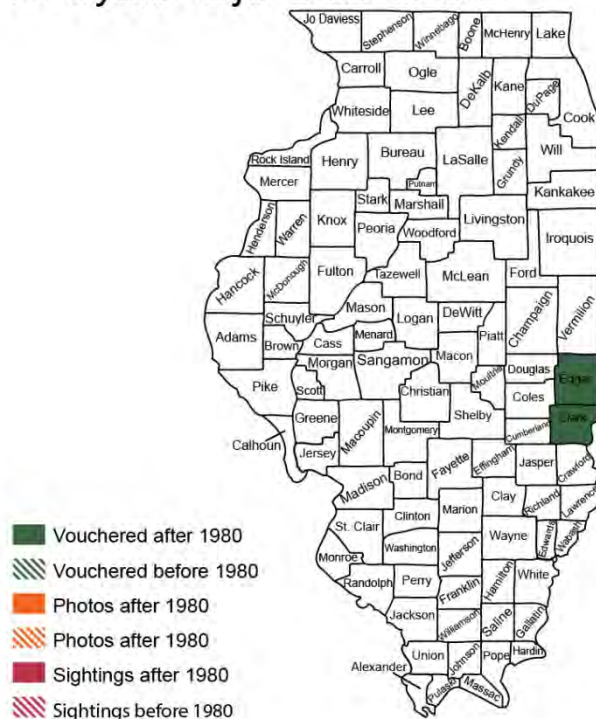 Jo Daviess
Stephenson
Winnebago
Boone
McHenry
Lake
Carroll
Ogle
DeKalb
Kane
DuPage
Cook
Whiteside
Lee
Kendall
Will
Rock Island
Henry
Bureau
LaSalle
Grundy
Mercer
Putnam
Kankakee
Stark
Marshall
Henderson
Warren
Knox
Peoria
Woodford
Livingston
Iroquois
Hancock
McDonough
Fulton
Tazewell
McLean
Ford
Mason
Schuyler
Logan
DeWitt
Champaign
Vermilion
Adams
Brown
Cass
Menard
Piatt
Macon
Morgan
Sangamon
Douglas
Edgar
Pike
Scott
Christian
Moultrie
Coles
Greene
Macoupin
Montgomery
Shelby
Cumberland
Clark
Calhoun
Jersey
Fayette
Effingham
Jasper
Crawford
Madison
Bond
Clay
Richland
Lawrence
Clinton
Marion
St. Clair
Wayne
Edwards
Wabash
Washington
Jefferson
Monroe
Randolph
Perry
Franklin
Hamilton
White
Jackson
Williamson
Saline
Gallatin
Union
Johnson
Pope
Hardin
Alexander
Pulaski
Massac
Vouchered after 1980
Vouchered before 1980
Photos after 1980
Photos after 1980
Sightings after 1980
Sightings before 1980